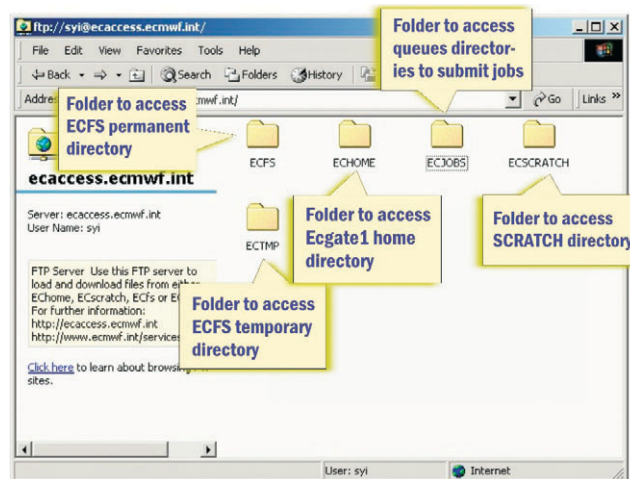 ftp://syi@ecaccess.ecmwf.int/
File Edit View Favorites Tools Help
Back Search Folders History
Folder to access
queues director-
ies to submit jobs
mwf.int/ Go Links »
Folder to access
ECFS permanent
directory
ECFS ECHOME ECJOBS ECSCRATCH
ecaccess.ecmwf.int
Server: ecaccess.ecmwf.int
User Name: syi
Folder to access
Ecgate1 home
directory
Folder to access
SCRATCH directory
ECTMP
FTP Server Use this FTP server to
load and download files from
EChome, ECscratch, ECfs or
For further information:
http://ecaccess.ecmwf.int
http://www.ecmwf.int/services
Folder to access
ECFS temporary
directory
Click here to learn about
sites.
User: syi Internet